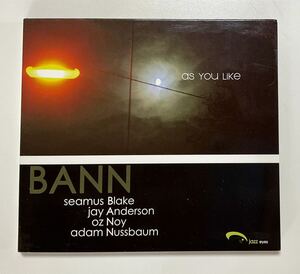 as you like
BANN
seamus Blake
jay Anderson
oz Noy
adam Nussbaum
jazz eyes